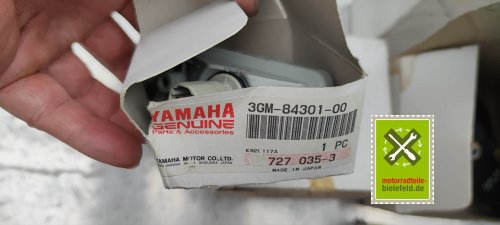 YAMAHA
GENUINE
Parts & Accessories
3GM-84301-00
1 PC
YAMAHA MOTOR CO., LTD.
727 035-3
MADE IN JAPAN
motorradteile-
bielefeld.de